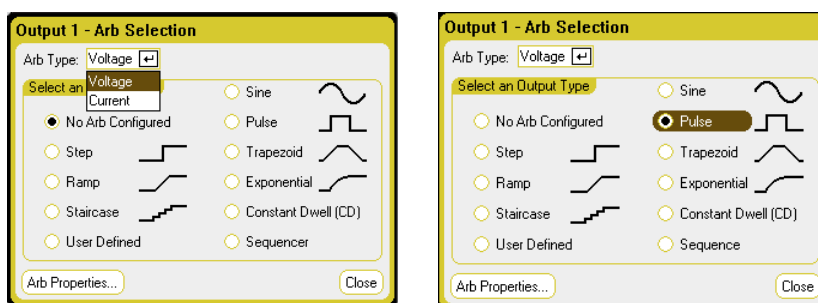 Output 1 - Arb Selection
Arb Type: Voltage
Voltage
Current
Select an
No Arb Configured
Step
Ramp
Staircase
User Defined
Sine
Pulse
Trapezoid
Exponential
Constant Dwell (CD)
Sequencer
Arb Properties...
Close
Output 1 - Arb Selection
Arb Type: Voltage
Select an Output Type
No Arb Configured
Step
Ramp
Staircase
User Defined
Sine
Pulse
Trapezoid
Exponential
Constant Dwell (CD)
Sequence
Arb Properties...
Close